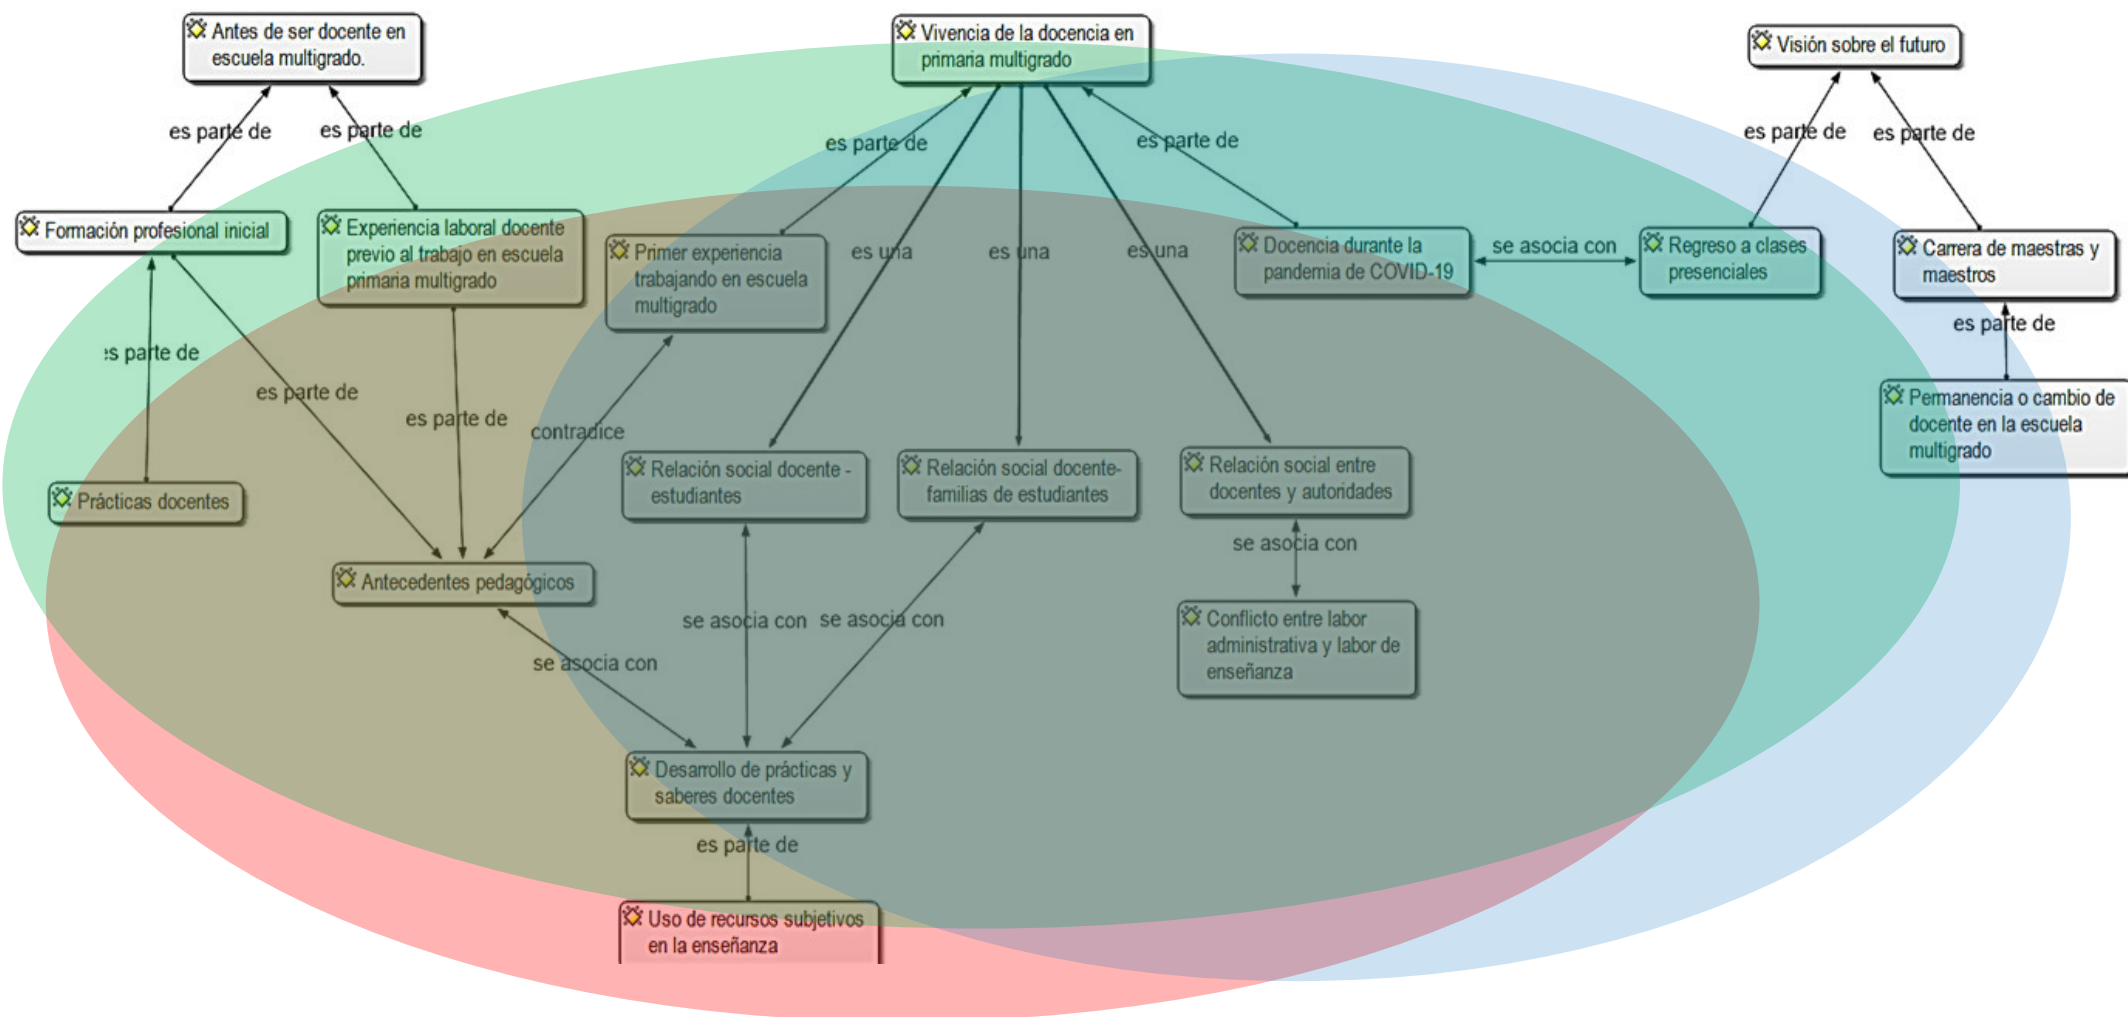 Antes de ser docente en
escuela multigrado.
Vivencia de la docencia en
primaria multigrado
Visión sobre el futuro
es parte de
es parte de
es parte de
es parte de
es parte de
es parte de
Formación profesional inicial
Experiencia laboral docente
previo al trabajo en escuela
primaria multigrado
Primer experiencia
trabajando en escuela
multigrado
es una
es una
es una
Docencia durante la
pandemia de COVID-19
se asocia con
Regreso a clases
presenciales
Carrera de maestras y
maestros
es parte de
es parte de
es parte de
es parte de
contradice
Permanencia o cambio de
docente en la escuela
multigrado
Prácticas docentes
Relación social docente -
estudiantes
Relación social docente-
familias de estudiantes
Relación social entre
docentes y autoridades
se asocia con
Antecedentes pedagógicos
se asocia con
se asocia con
se asocia con
Conflicto entre labor
administrativa y labor de
enseñanza
Desarrollo de prácticas y
saberes docentes
es parte de
Uso de recursos subjetivos
en la enseñanza